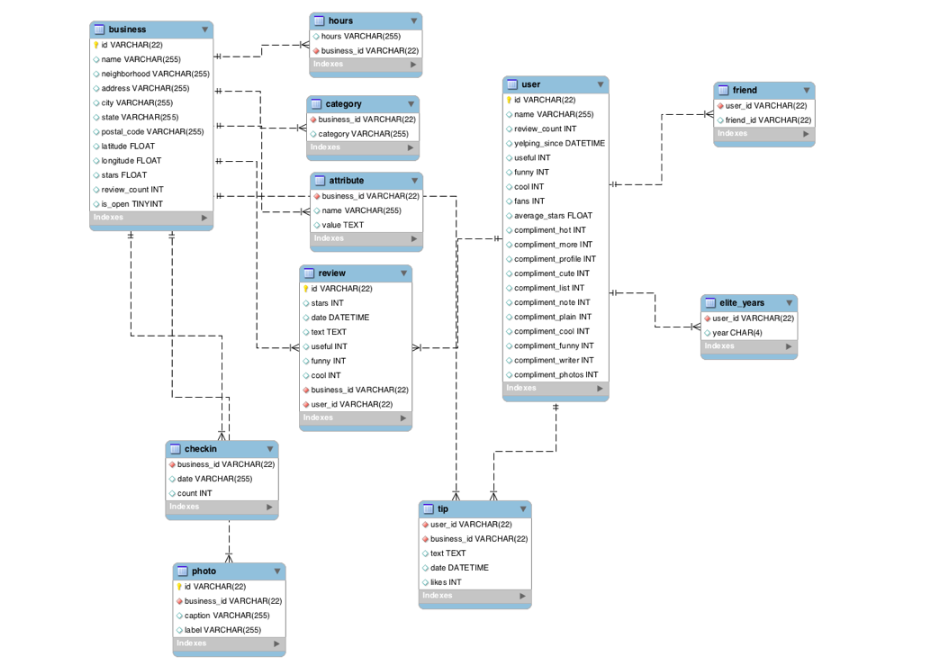 business
id VARCHAR(22)
name VARCHAR(255)
neighborhood VARCHAR(255)
address VARCHAR(255)
city VARCHAR(255)
state VARCHAR(255)
postal_code VARCHAR(255)
latitude FLOAT
longitude FLOAT
stars FLOAT
review_count INT
is_open TINYINT
Indexes
hours
hours VARCHAR(255)
business_id VARCHAR(22)
Indexes
category
business_id VARCHAR(22)
category VARCHAR(255)
Indexes
attribute
business_id VARCHAR(22)
name VARCHAR(255)
value TEXT
Indexes
review
id VARCHAR(22)
stars INT
date DATETIME
text TEXT
useful INT
funny INT
cool INT
business_id VARCHAR(22)
user_id VARCHAR(22)
Indexes
user
id VARCHAR(22)
name VARCHAR(255)
review_count INT
yelping_since DATETIME
useful INT
funny INT
cool INT
fans INT
average_stars FLOAT
compliment_hot INT
compliment_more INT
compliment_profile INT
compliment_cute INT
compliment_list INT
compliment_note INT
compliment_plain INT
compliment_cool INT
compliment_funny INT
compliment_writer INT
compliment_photos INT
Indexes
friend
user_id VARCHAR(22)
friend_id VARCHAR(22)
Indexes
elite_years
user_id VARCHAR(22)
year CHAR(4)
Indexes
checkin
business_id VARCHAR(22)
date VARCHAR(255)
count INT
Indexes
photo
id VARCHAR(22)
business_id VARCHAR(22)
caption VARCHAR(255)
label VARCHAR(255)
Indexes
tip
user_id VARCHAR(22)
business_id VARCHAR(22)
text TEXT
date DATETIME
likes INT
Indexes